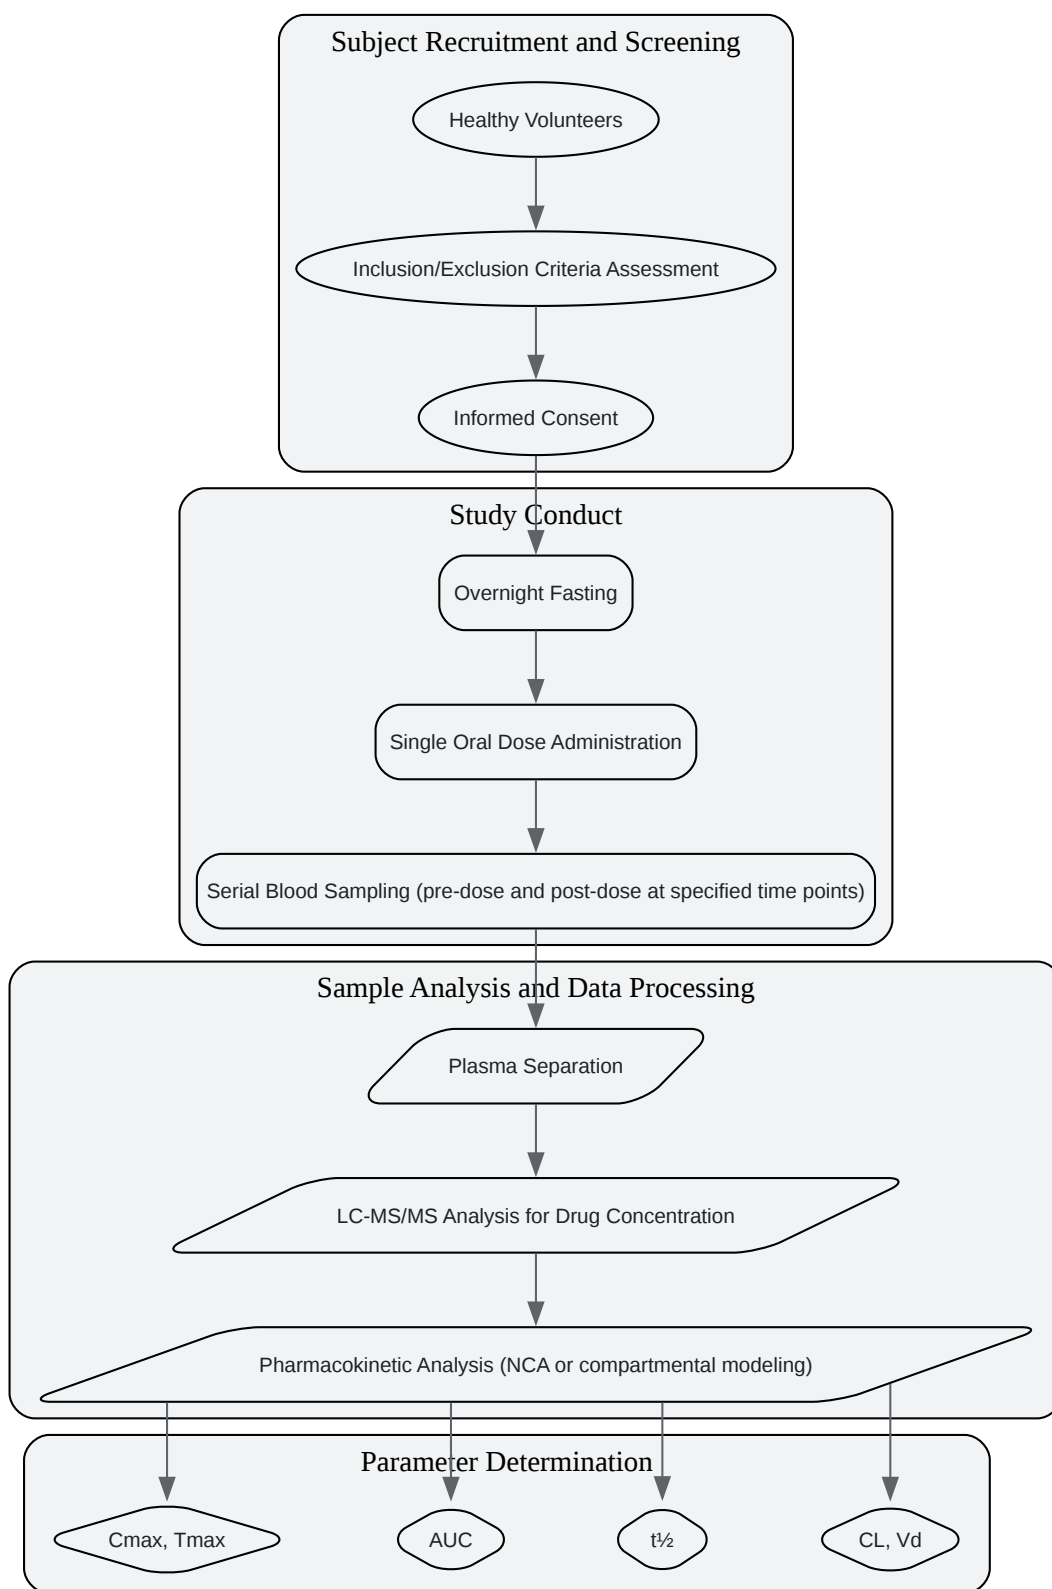 Subject Recruitment and Screening
Healthy Volunteers
Inclusion/Exclusion Criteria Assessment
Informed Consent
Study Conduct
Overnight Fasting
Single Oral Dose Administration
Serial Blood Sampling (pre-dose and post-dose at specified time points)
Sample Analysis and Data Processing
Plasma Separation
LC-MS/MS Analysis for Drug Concentration
Pharmacokinetic Analysis (NCA or compartmental modeling)
Parameter Determination
Cmax, Tmax
AUC
t½
CL, Vd